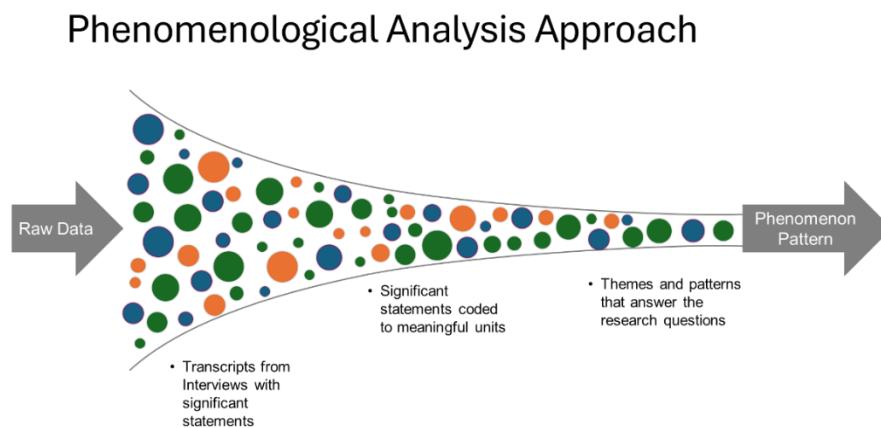 Phenomenological Analysis Approach
Raw Data
Phenomenon
Pattern
• Transcripts from
Interviews with
significant
statements
• Significant
statements coded
to meaningful units
• Themes and patterns
that answer the
research questions